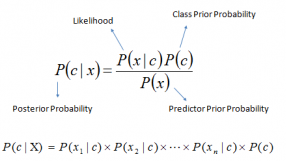 Likelihood
Class Prior Probability
P(c | x) = P(x | c)P(c) / P(x)
Posterior Probability
Predictor Prior Probability
P(c | X) = P(x₁ | c) × P(x₂ | c) × ⋯ × P(xₙ | c) × P(c)